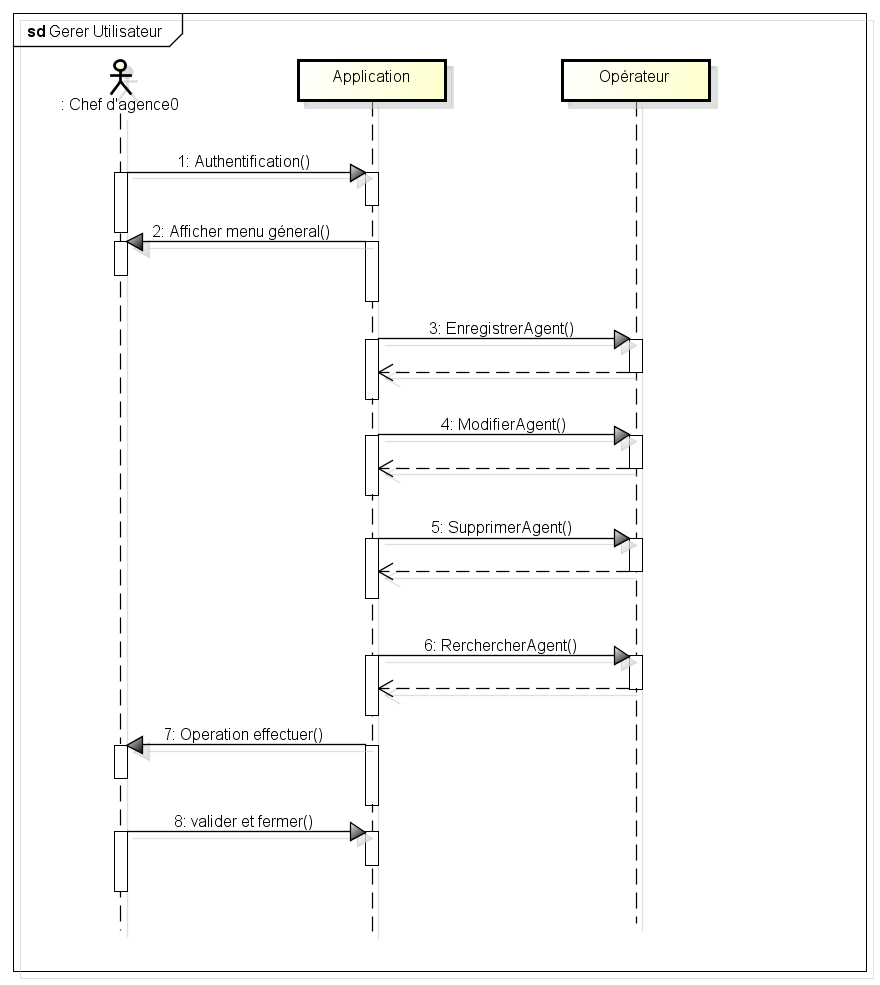 sd Gerer Utilisateur
: Chef d'agence0
Application
Opérateur
1: Authentification()
2: Afficher menu géneral()
3: EnregistrerAgent()
4: ModifierAgent()
5: SupprimerAgent()
6: RerchercherAgent()
7: Operation effectuer()
8: valider et fermer()